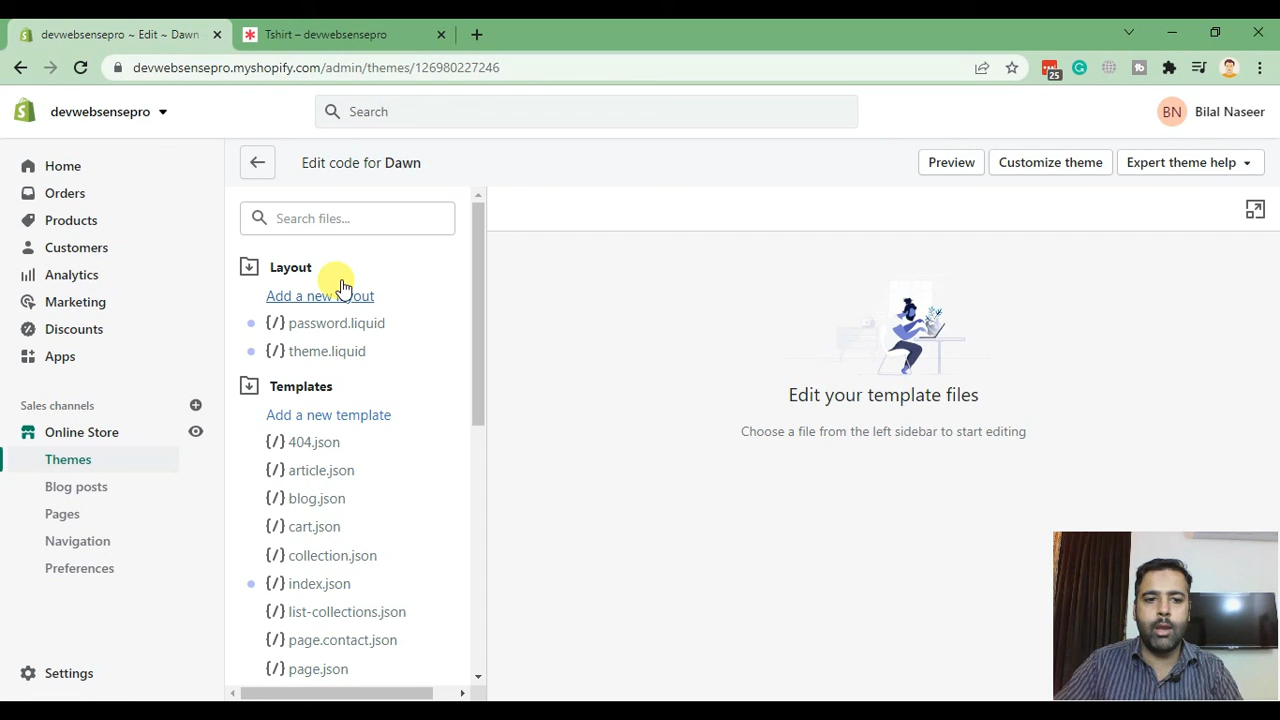 devwebsensepro ~ Edit ~ Dawn
Tshirt – devwebsensepro
devwebsensepro.myshopify.com/admin/themes/126980227246
25
devwebsensepro
Search
BN
Bilal Naseer
Home
Orders
Products
Customers
Analytics
Marketing
Discounts
Apps
Sales channels
Online Store
Themes
Blog posts
Pages
Navigation
Preferences
Settings
Edit code for Dawn
Preview
Customize theme
Expert theme help
Search files...
Layout
Add a new layout
{/} password.liquid
{/} theme.liquid
Templates
Add a new template
{/} 404.json
{/} article.json
{/} blog.json
{/} cart.json
{/} collection.json
{/} index.json
{/} list-collections.json
{/} page.contact.json
{/} page.json
Edit your template files
Choose a file from the left sidebar to start editing